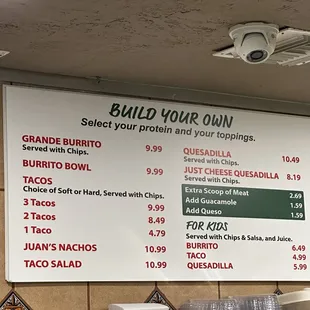 BUILD YOUR OWN
Select your protein and your toppings.
GRANDE BURRITO 9.99
Served with Chips.
BURRITO BOWL 9.99
TACOS
Choice of Soft or Hard, Served with Chips.
3 Tacos 9.99
2 Tacos 8.49
1 Taco 4.79
JUAN'S NACHOS 10.99
TACO SALAD 10.99
QUESADILLA 10.49
Served with Chips.
JUST CHEESE QUESADILLA 8.19
Served with Chips.
Extra Scoop of Meat 2.69
Add Guacamole 1.59
Add Queso 1.59
FOR KIDS
Served with Chips & Salsa, and Juice.
BURRITO 6.49
TACO 4.99
QUESADILLA 5.99